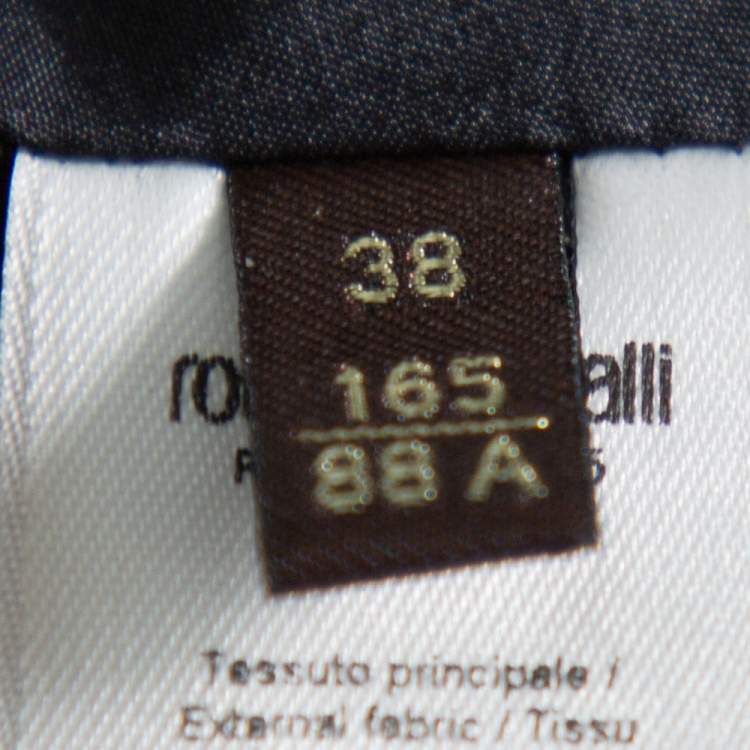 38
165
88 A
Tessuto principale /
External fabric / Tissu